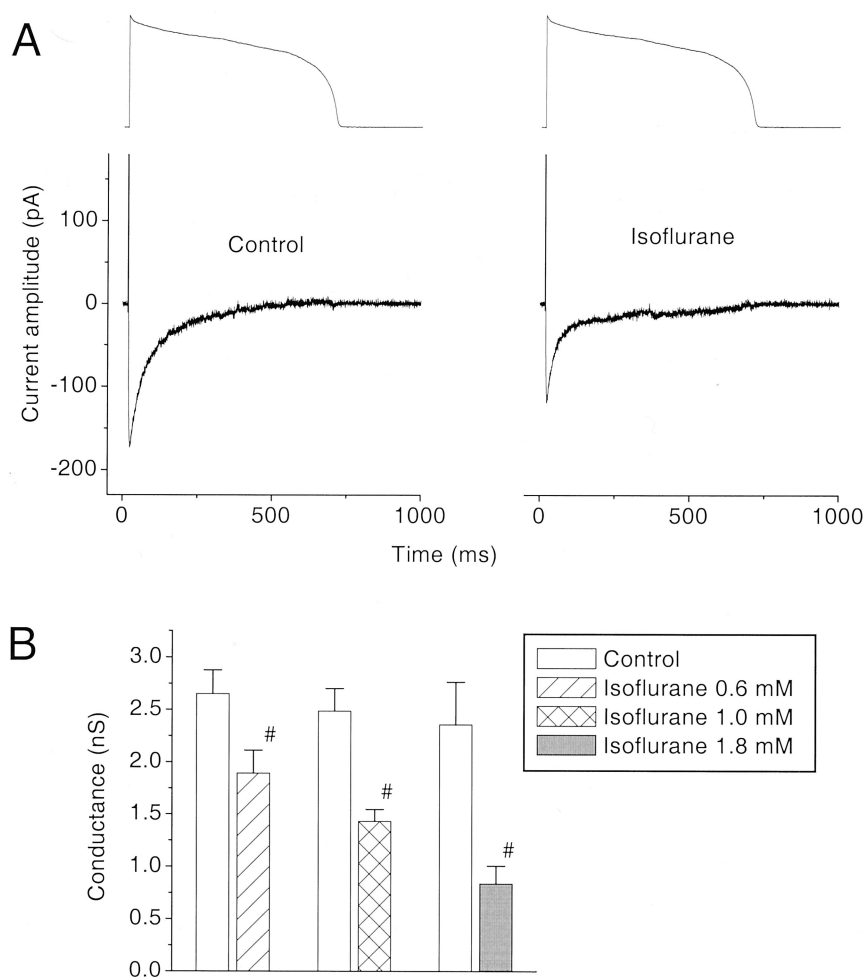 A
Current amplitude (pA)
100
0
-100
-200
Control
Isoflurane
0
500
1000
0
500
1000
Time (ms)
B
Conductance (nS)
3.0
2.5
2.0
1.5
1.0
0.5
0.0
#
#
#
Control
Isoflurane 0.6 mM
Isoflurane 1.0 mM
Isoflurane 1.8 mM